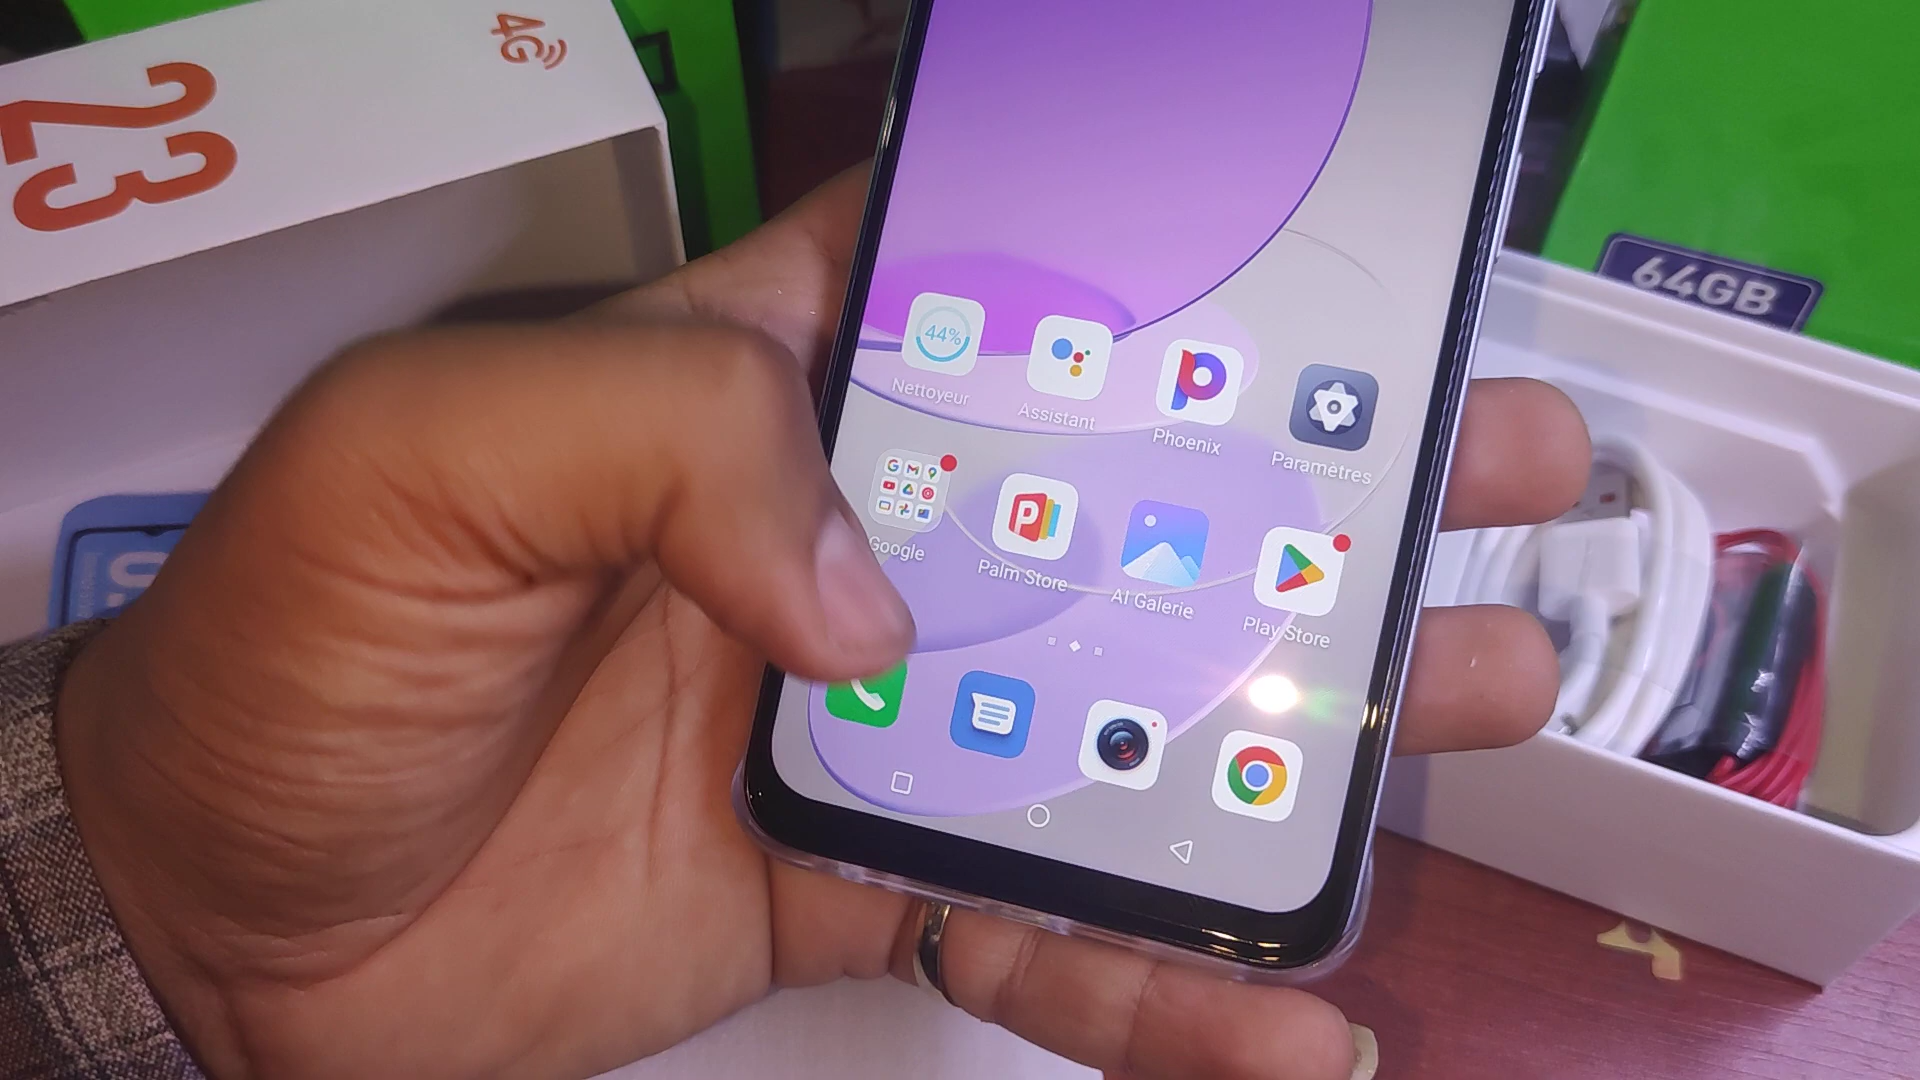 4G
23
64GB
44%
Nettoyeur
Assistant
Phoenix
Paramètres
Google
Palm Store
AI Galerie
Play Store